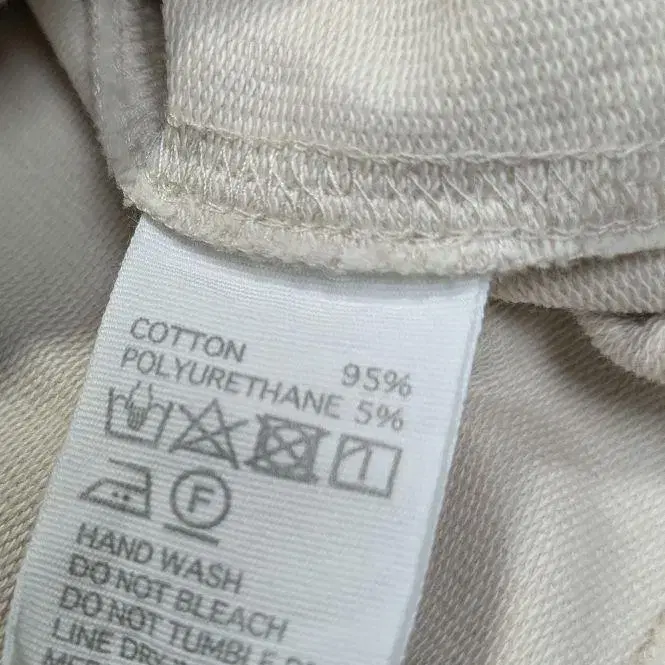 COTTON 95%
POLYURETHANE 5%
F
HAND WASH
DO NOT BLEACH
DO NOT TUMBLE
LINE DRY